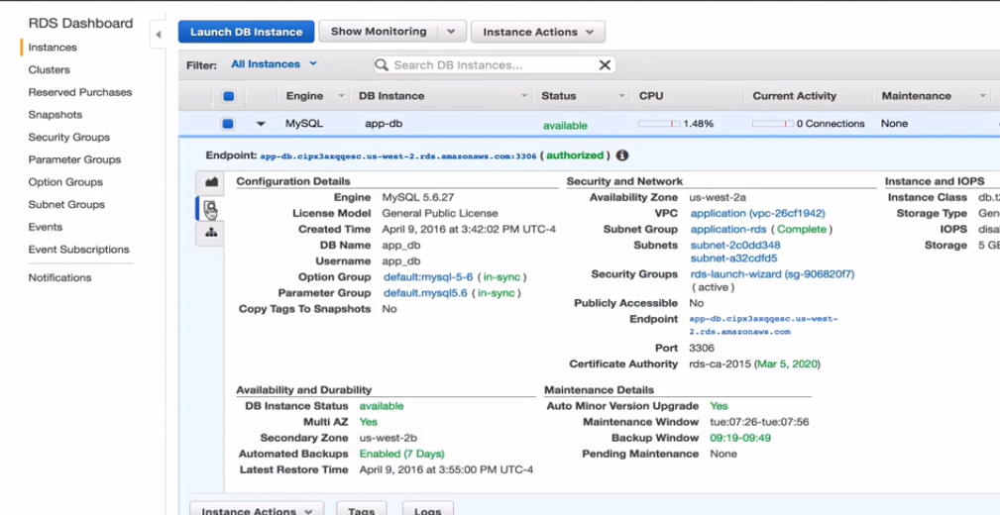 RDS Dashboard
Instances
Clusters
Reserved Purchases
Snapshots
Security Groups
Parameter Groups
Option Groups
Subnet Groups
Events
Event Subscriptions
Notifications
Launch DB Instance
Show Monitoring
Instance Actions
Filter: All Instances
Search DB Instances...
Engine DB Instance Status CPU Current Activity Maintenance
MySQL app-db available 1.48% 0 Connections None
Endpoint: app-db.cipx3axqqesc.us-west-2.rds.amazonaws.com:3306 ( authorized )
Configuration Details
Engine MySQL 5.6.27
License Model General Public License
Created Time April 9, 2016 at 3:42:02 PM UTC-4
DB Name app_db
Username app_db
Option Group default:mysql-5-6 ( in-sync )
Parameter Group default.mysql5.6 ( in-sync )
Copy Tags To Snapshots No
Security and Network
Availability Zone us-west-2a
VPC application (vpc-26cf1942)
Subnet Group application-rds ( Complete )
Subnets subnet-2c0dd348
subnet-a32cdfd5
Security Groups rds-launch-wizard (sg-906820f7)
( active )
Publicly Accessible No
Endpoint app-db.cipx3axqqesc.us-west-
2.rds.amazonaws.com
Port 3306
Certificate Authority rds-ca-2015 (Mar 5, 2020)
Instance and IOPS
Instance Class
Storage Type
IOPS
Storage 5
Availability and Durability
DB Instance Status available
Multi AZ Yes
Secondary Zone us-west-2b
Automated Backups Enabled (7 Days)
Latest Restore Time April 9, 2016 at 3:55:00 PM UTC-4
Maintenance Details
Auto Minor Version Upgrade Yes
Maintenance Window tue:07:26-tue:07:56
Backup Window 09:19-09:49
Pending Maintenance None
Instance Actions
Tags
Logs